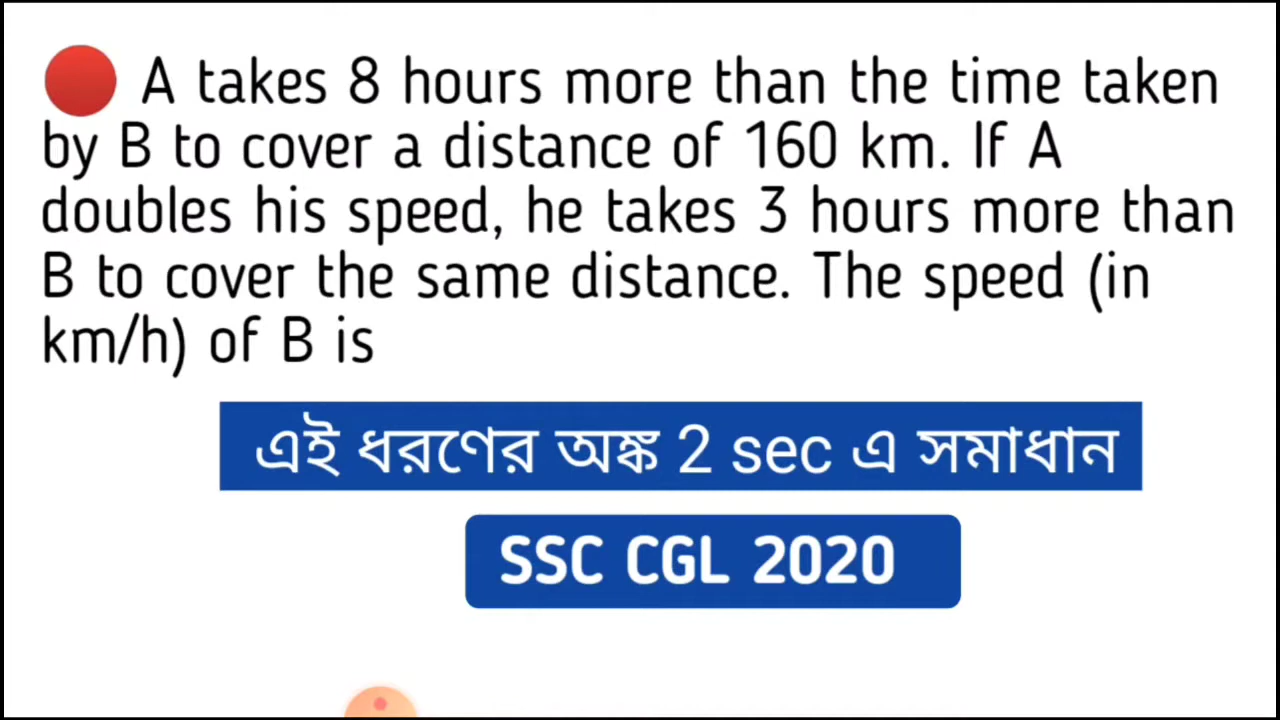 A takes 8 hours more than the time taken
by B to cover a distance of 160 km. If A
doubles his speed, he takes 3 hours more than
B to cover the same distance. The speed (in
km/h) of B is
এই ধরণের অঙ্ক 2 sec এ সমাধান
SSC CGL 2020